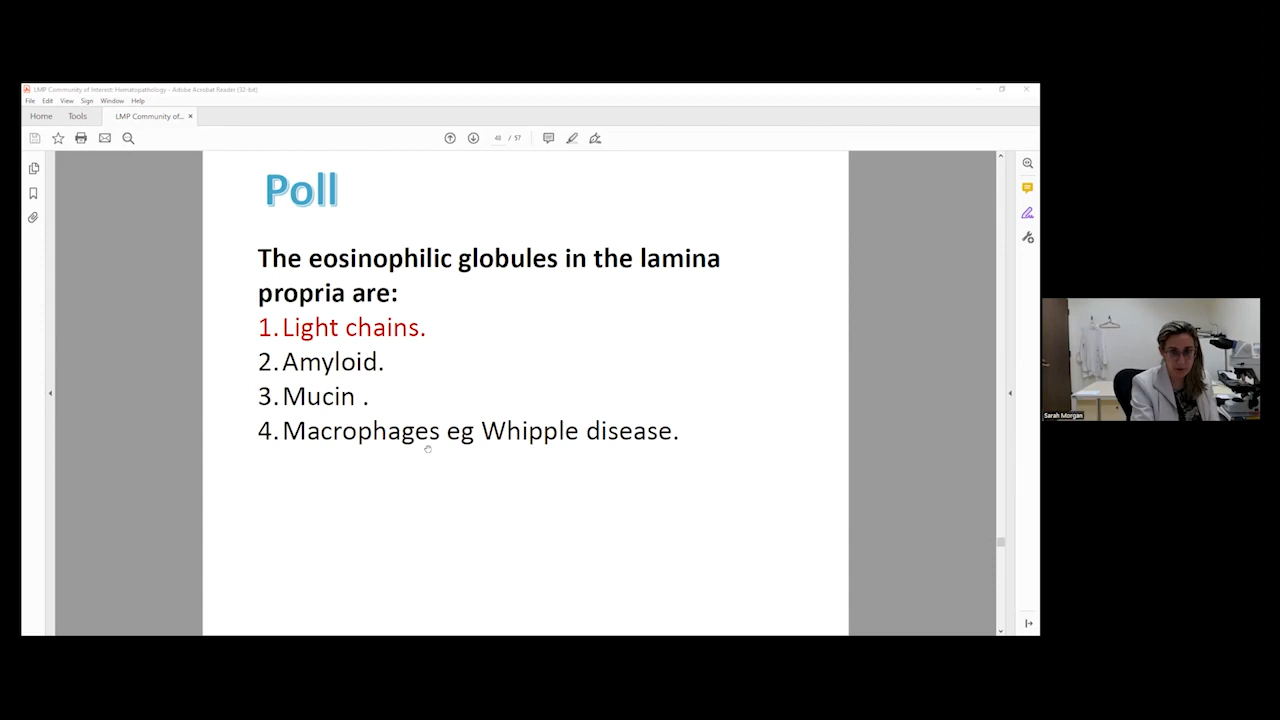 LMP Community of Interest: Hematopathology - Adobe Acrobat Reader (32-bit)
File Edit View Sign Window Help
Home Tools LMP Community of... ×
48 / 57
Poll
The eosinophilic globules in the lamina
propria are:
1. Light chains.
2. Amyloid.
3. Mucin .
4. Macrophages eg Whipple disease.
Sarah Morgan